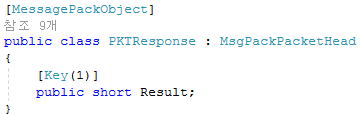 [MessagePackObject]
참조 9개
public class PKTResponse : MsgPackPacketHead
{
    [Key(1)]
    public short Result;
}